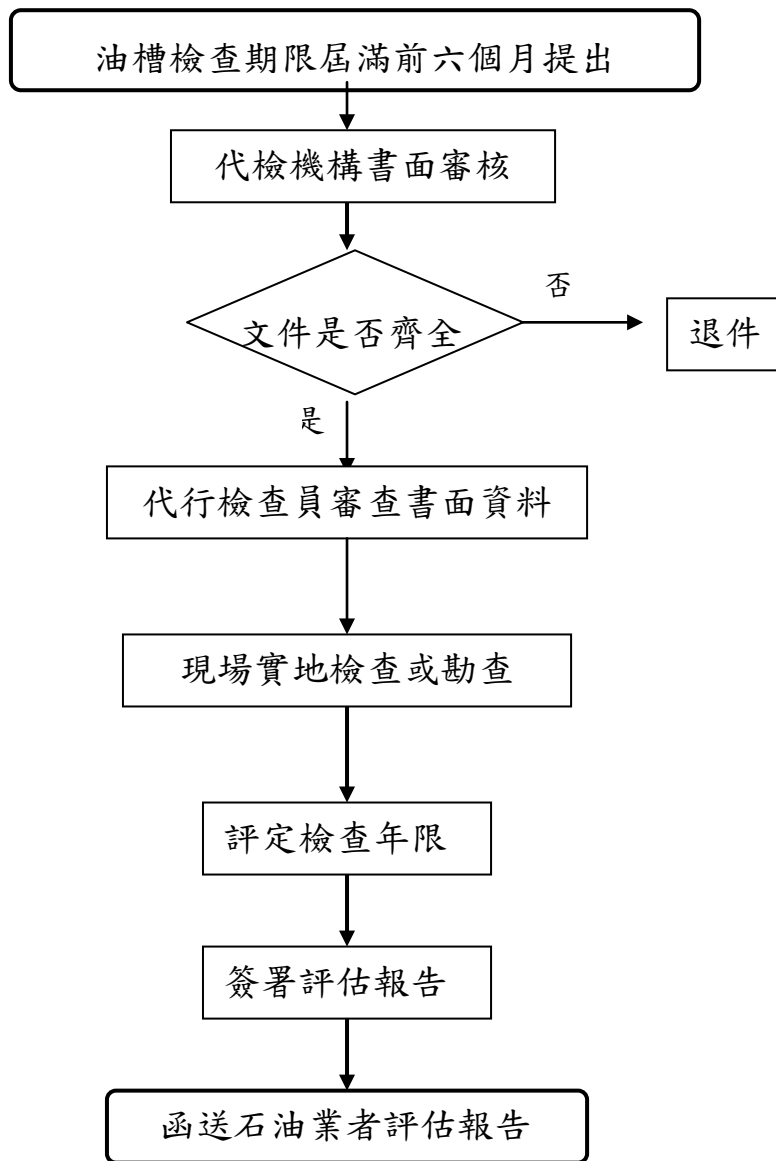 油槽檢查期限屆滿前六個月提出
代檢機構書面審核
否
文件是否齊全
退件
是
代行檢查員審查書面資料
現場實地檢查或勘查
評定檢查年限
簽署評估報告
函送石油業者評估報告